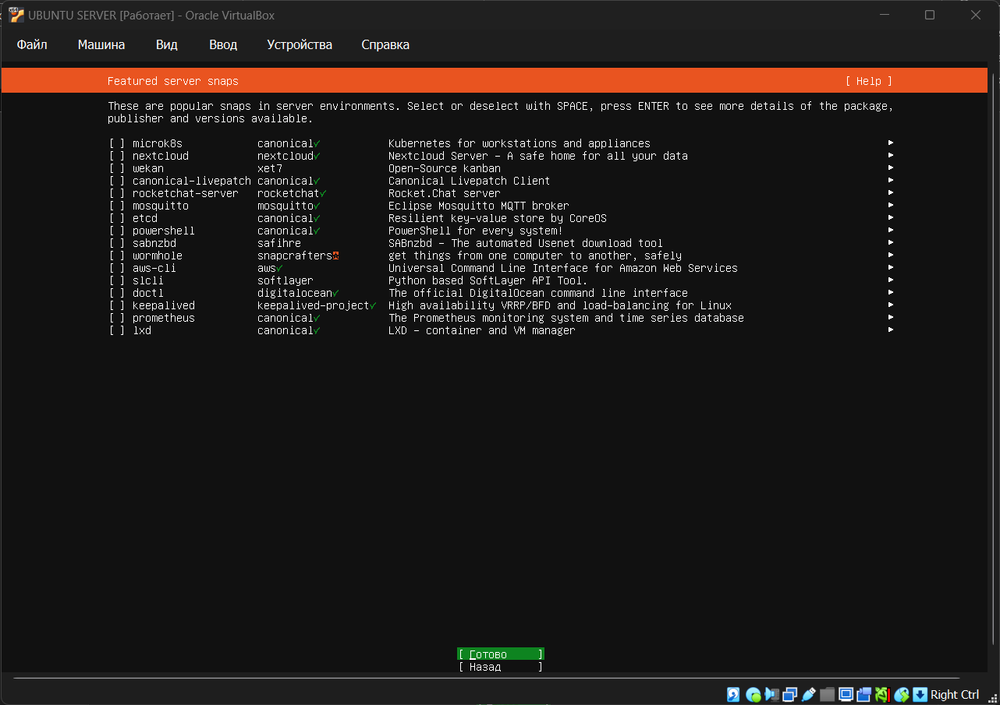 UBUNTU SERVER [Работает] - Oracle VirtualBox
Файл Машина Вид Ввод Устройства Справка
Featured server snaps [ Help ]
These are popular snaps in server environments. Select or deselect with SPACE, press ENTER to see more details of the package,
publisher and versions available.
[ ] microk8s canonical✓ Kubernetes for workstations and appliances ▸
[ ] nextcloud nextcloud✓ Nextcloud Server - A safe home for all your data ▸
[ ] wekan xet7 Open-Source kanban ▸
[ ] canonical-livepatch canonical✓ Canonical Livepatch Client ▸
[ ] rocketchat-server rocketchat✓ Rocket.Chat server ▸
[ ] mosquitto mosquitto✓ Eclipse Mosquitto MQTT broker ▸
[ ] etcd canonical✓ Resilient key-value store by CoreOS ▸
[ ] powershell canonical✓ PowerShell for every system! ▸
[ ] sabnzbd safihre SABnzbd - The automated Usenet download tool ▸
[ ] wormhole snapcrafters get things from one computer to another, safely ▸
[ ] aws-cli aws✓ Universal Command Line Interface for Amazon Web Services ▸
[ ] slcli softlayer Python based SoftLayer API Tool. ▸
[ ] doctl digitalocean✓ The official DigitalOcean command line interface ▸
[ ] keepalived keepalived-project✓ High availability VRRP/BFD and load-balancing for Linux ▸
[ ] prometheus canonical✓ The Prometheus monitoring system and time series database ▸
[ ] lxd canonical✓ LXD - container and VM manager ▸
[ Готово ]
[ Назад ]
Right Ctrl